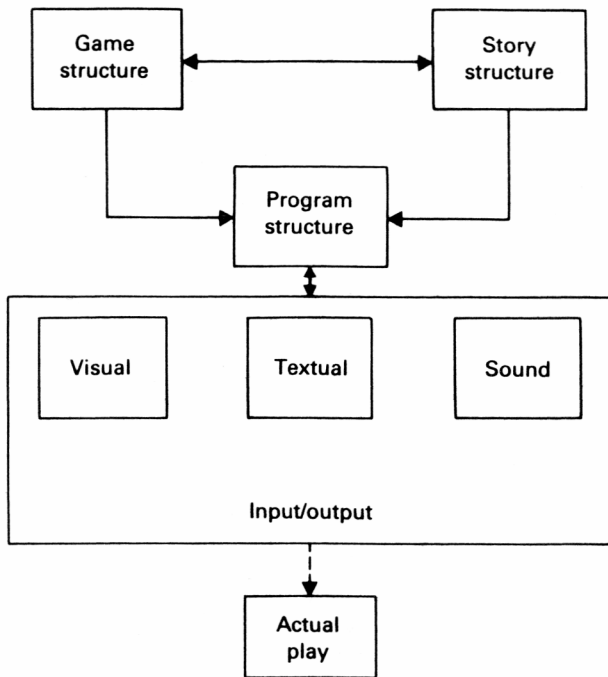 Game
structure
Story
structure
Program
structure
Visual
Textual
Sound
Input/output
Actual
play